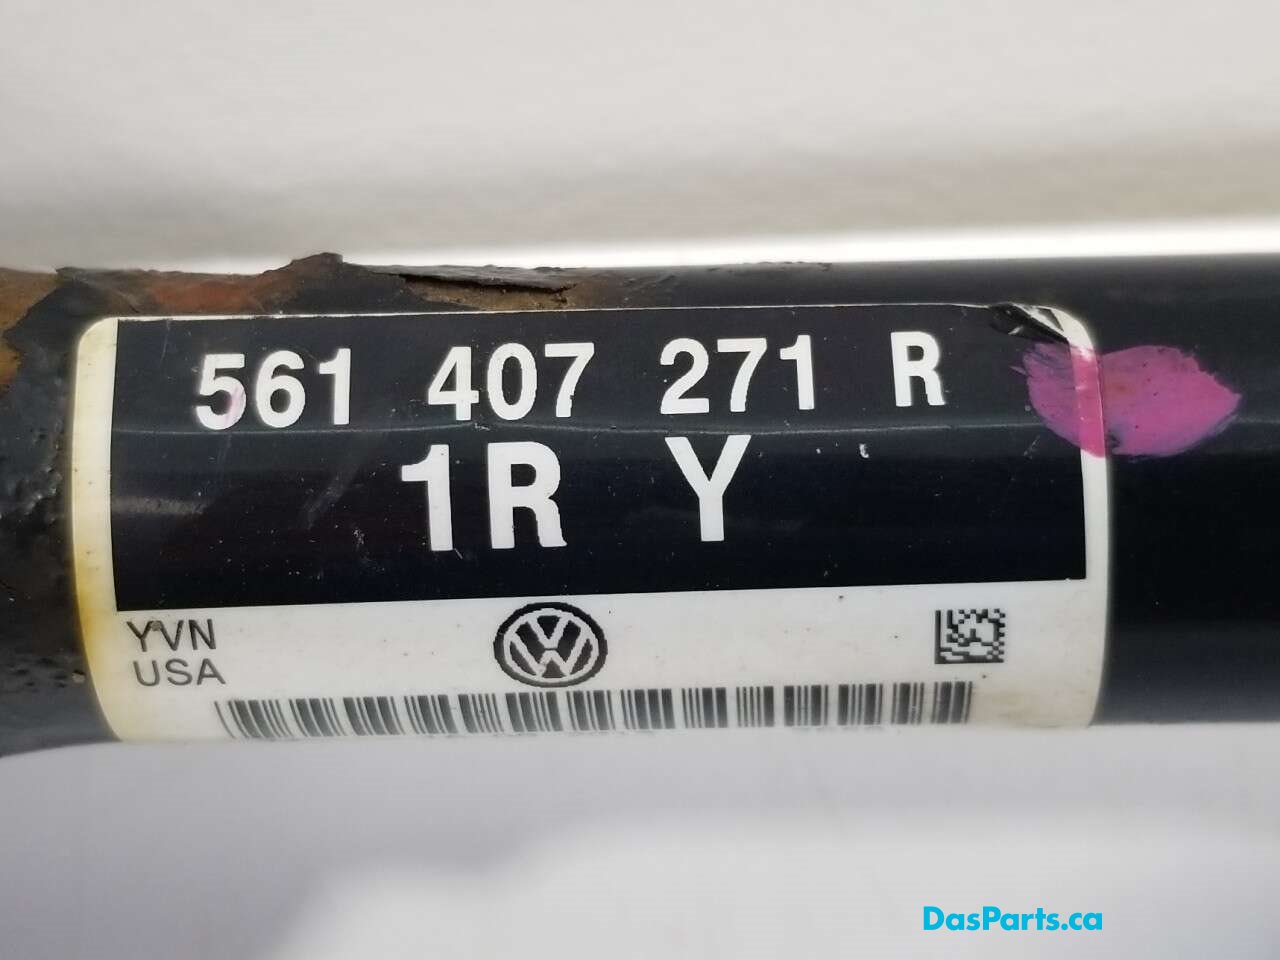 561 407 271 R
1R Y
YVN
USA
DasParts.ca